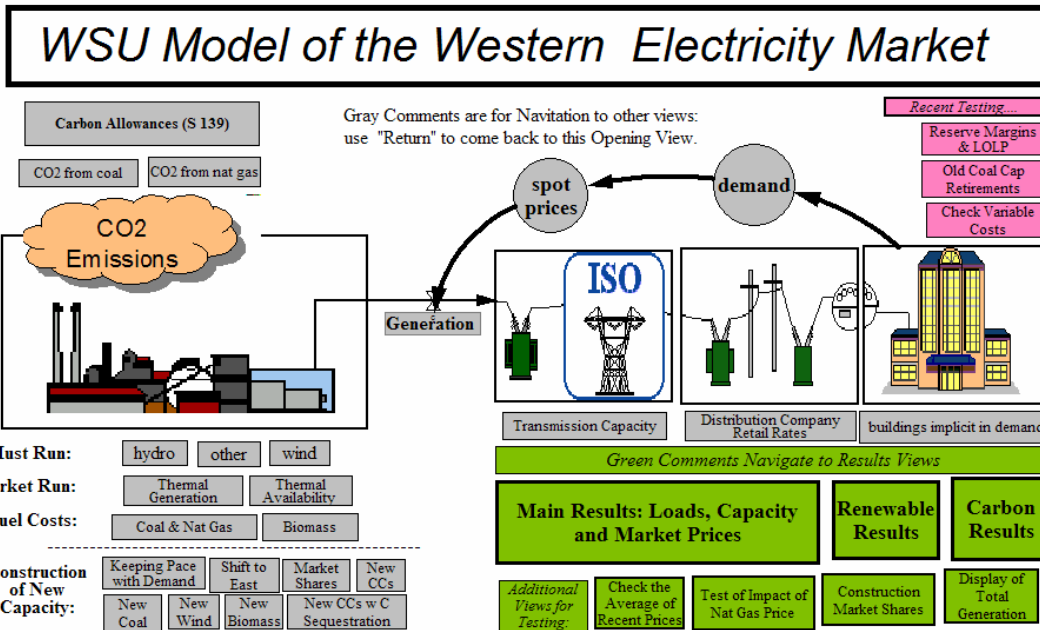 WSU Model of the Western Electricity Market
Carbon Allowances (S 139)
CO2 from coal
CO2 from nat gas
Gray Comments are for Navitation to other views:
use "Return" to come back to this Opening View.
Recent Testing....
Reserve Margins
& LOLP
Old Coal Cap
Retirements
Check Variable
Costs
CO2
Emissions
spot
prices
demand
Generation
ISO
Transmission Capacity
Distribution Company
Retail Rates
buildings implicit in demand
ust Run:
hydro
other
wind
rket Run:
Thermal
Generation
Thermal
Availability
uel Costs:
Coal & Nat Gas
Biomass
onstruction
of New
Capacity:
Keeping Pace
with Demand
Shift to
East
Market
Shares
New
CCs
New
Coal
New
Wind
New
Biomass
New CCs w C
Sequestration
Green Comments Navigate to Results Views
Main Results: Loads, Capacity
and Market Prices
Renewable
Results
Carbon
Results
Additional
Views for
Testing:
Check the
Average of
Recent Prices
Test of Impact of
Nat Gas Price
Construction
Market Shares
Display of
Total
Generation